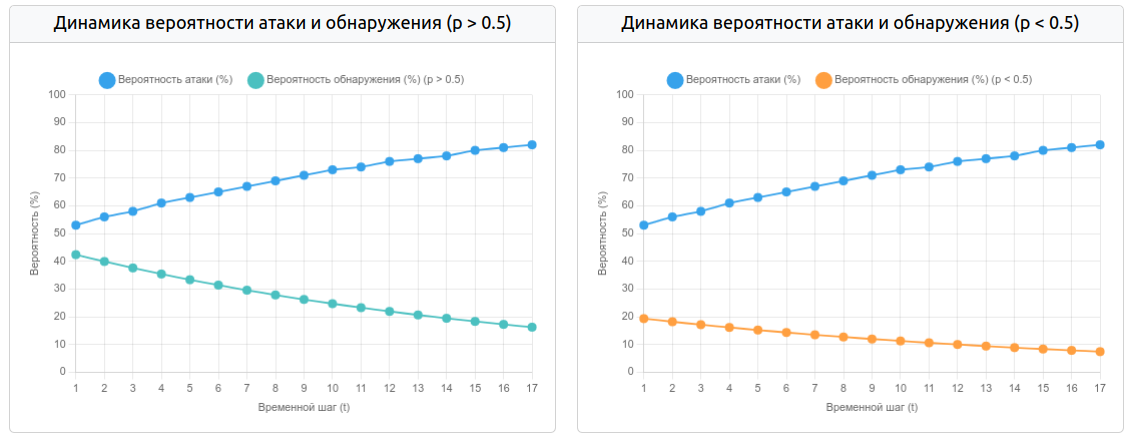 Динамика вероятности атаки и обнаружения (p > 0.5)
Вероятность атаки (%) Вероятность обнаружения (%) (p > 0.5)
Вероятность (%)
100
90
80
70
60
50
40
30
20
10
0
1 2 3 4 5 6 7 8 9 10 11 12 13 14 15 16 17
Временной шаг (t)
Динамика вероятности атаки и обнаружения (p < 0.5)
Вероятность атаки (%) Вероятность обнаружения (%) (p < 0.5)
Вероятность (%)
100
90
80
70
60
50
40
30
20
10
0
1 2 3 4 5 6 7 8 9 10 11 12 13 14 15 16 17
Временной шаг (t)